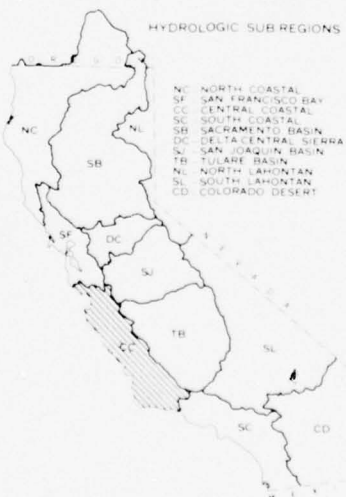 HYDROLOGIC SUB REGIONS
NC - NORTH COASTAL
SF - SAN FRANCISCO BAY
CC - CENTRAL COASTAL
SC - SOUTH COASTAL
SB - SACRAMENTO BASIN
DC - DELTA-CENTRAL SIERRA
SJ - SAN JOAQUIN BASIN
TB - TULARE BASIN
NL - NORTH LAHONTAN
SL - SOUTH LAHONTAN
CD - COLORADO DESERT
NC
NL
SB
SF
DC
SJ
NEVADA
CC
TB
SL
SC
CD